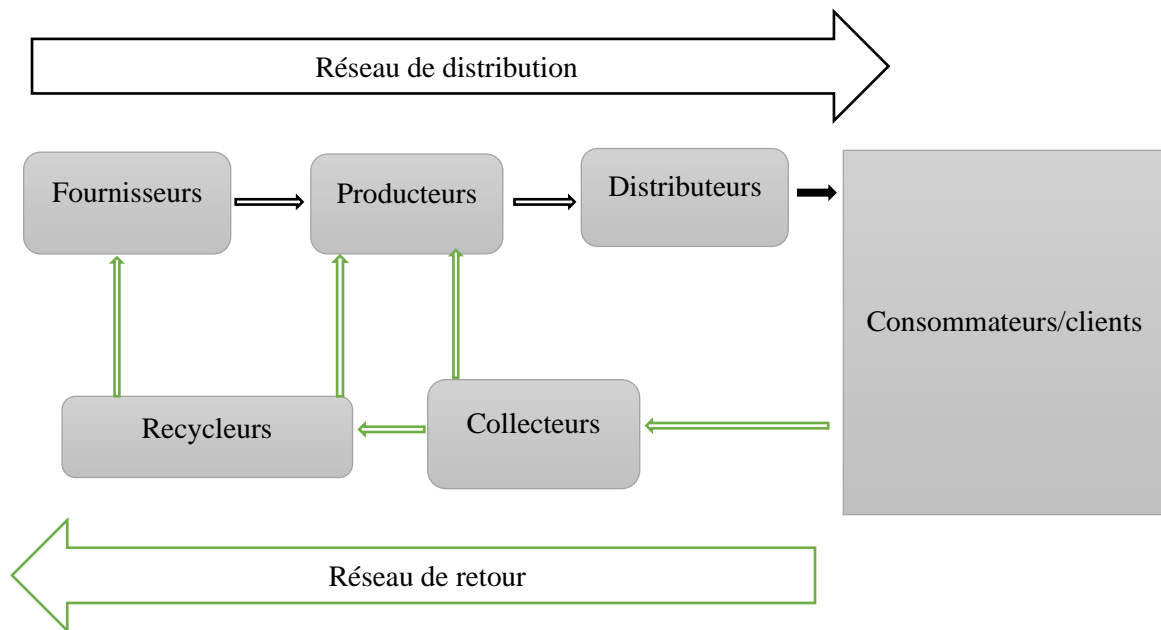 Réseau de distribution
Fournisseurs
Producteurs
Distributeurs
Consommateurs/clients
Recycleurs
Collecteurs
Réseau de retour